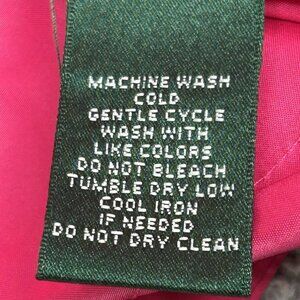 MACHINE WASH
COLD
GENTLE CYCLE
WASH WITH
LIKE COLORS
DO NOT BLEACH
TUMBLE DRY LOW
COOL IRON
IF NEEDED
DO NOT DRY CLEAN